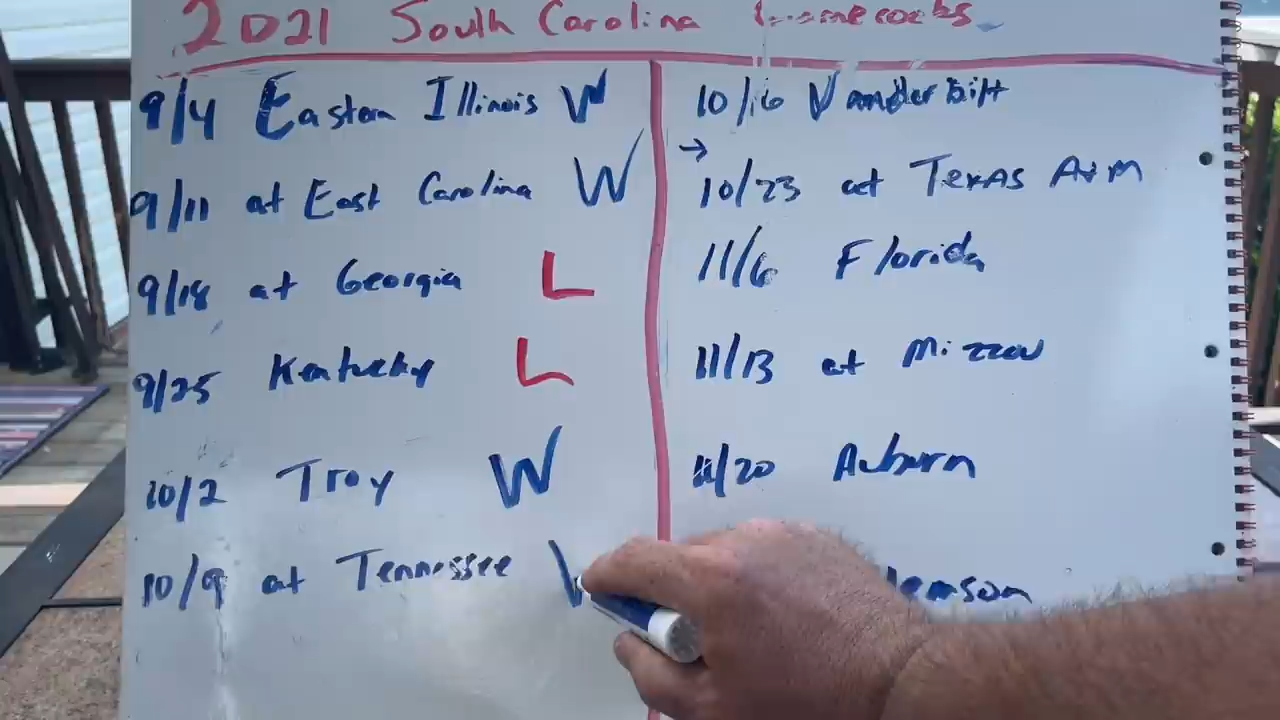 2021 South Carolina Gamecocks
9/4 Eastern Illinois W
9/11 at East Carolina W
9/18 at Georgia L
9/25 Kentucky L
10/2 Troy W
10/9 at Tennessee
10/16 Vanderbilt
→
10/23 at Texas A+M
11/6 Florida
11/13 at Mizzou
11/20 Auburn
lemson